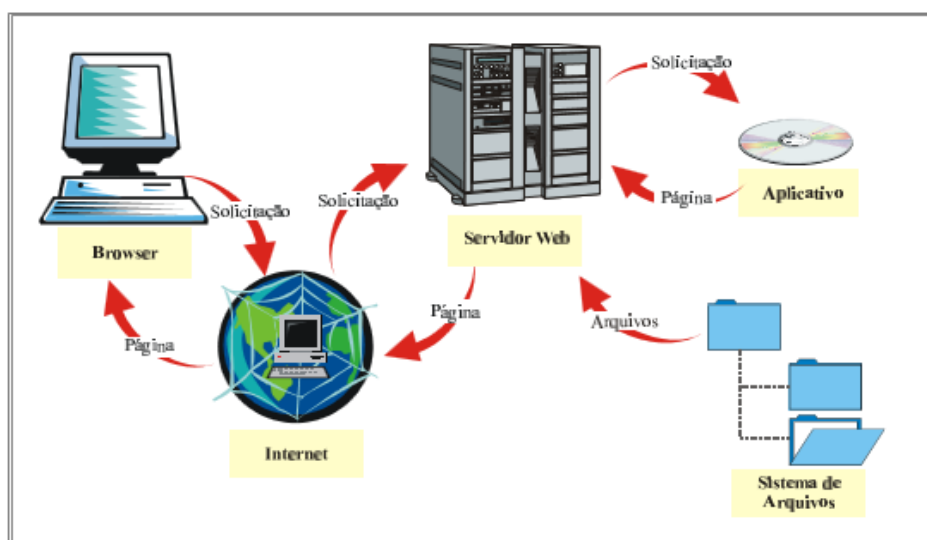 Solicitação
Solicitação
Solicitação
Página
Aplicativo
Servidor Web
Browser
Página
Arquivos
Página
Internet
Sistema de
Arquivos